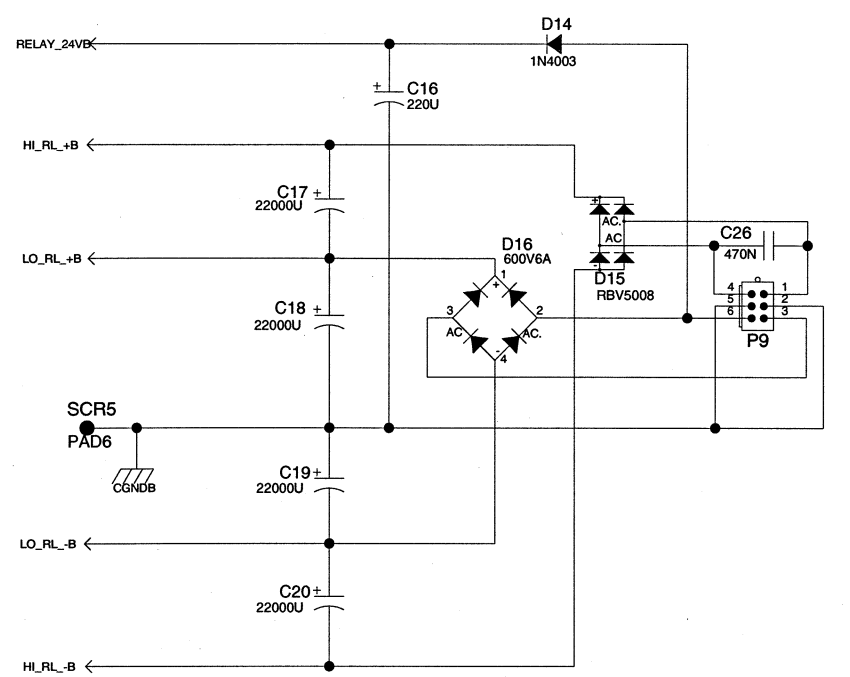 D14
RELAY_24VB
1N4003
+ C16
220U
HI_RL_+B
C17 +
22000U
+
AC.
AC
-
D15
RBV5008
C26
470N
LO_RL_+B
D16
600V6A
1
+
3
2
AC
AC.
-
4
C18 +
22000U
4
5
6
1
2
3
P9
SCR5
PAD6
CGNDB
C19 +
22000U
LO_RL_-B
C20 +
22000U
HI_RL_-B